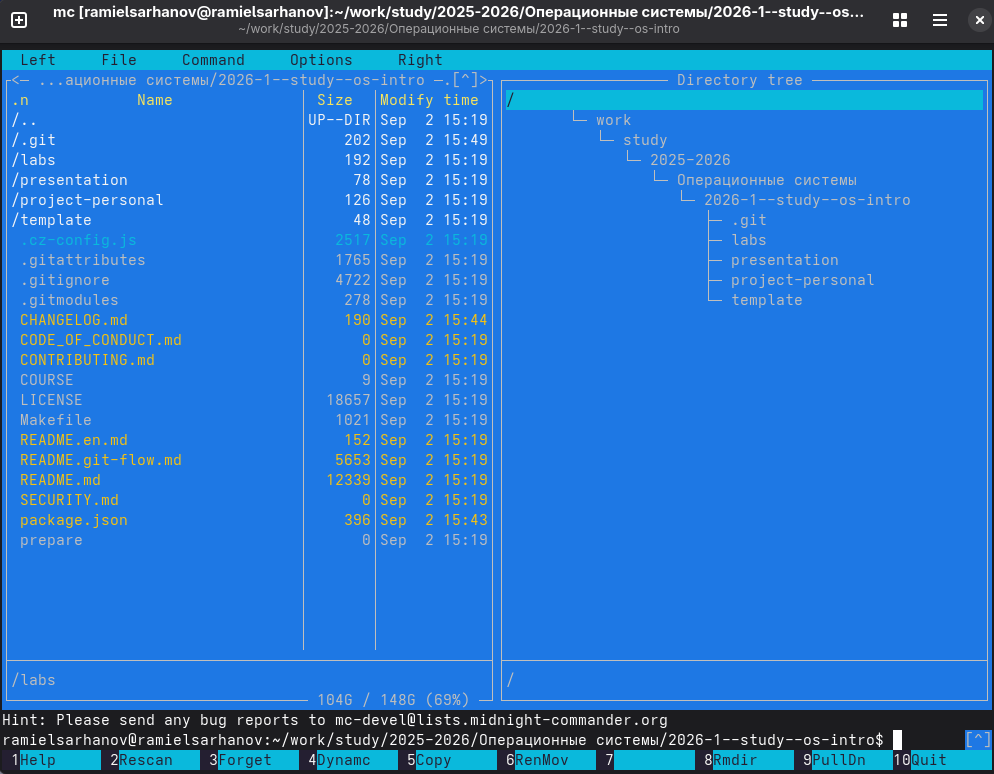 mc [ramielsarhanov@ramielsarhanov]:~/work/study/2025-2026/Операционные системы/2026-1--study--os...
~/work/study/2025-2026/Операционные системы/2026-1--study--os-intro
Left File Command Options Right
<─ ...ационные системы/2026-1--study--os-intro ─.[^]>
.n Name Size Modify time
/.. UP--DIR Sep 2 15:19
/.git 202 Sep 2 15:49
/labs 192 Sep 2 15:19
/presentation 78 Sep 2 15:19
/project-personal 126 Sep 2 15:19
/template 48 Sep 2 15:19
.cz-config.js 2517 Sep 2 15:19
.gitattributes 1765 Sep 2 15:19
.gitignore 4722 Sep 2 15:19
.gitmodules 278 Sep 2 15:19
CHANGELOG.md 190 Sep 2 15:44
CODE_OF_CONDUCT.md 0 Sep 2 15:19
CONTRIBUTING.md 0 Sep 2 15:19
COURSE 9 Sep 2 15:19
LICENSE 18657 Sep 2 15:19
Makefile 1021 Sep 2 15:19
README.en.md 152 Sep 2 15:19
README.git-flow.md 5653 Sep 2 15:19
README.md 12339 Sep 2 15:19
SECURITY.md 0 Sep 2 15:19
package.json 396 Sep 2 15:43
prepare 0 Sep 2 15:19
/labs
104G / 148G (69%)
Directory tree
/
work
study
2025-2026
Операционные системы
2026-1--study--os-intro
.git
labs
presentation
project-personal
template
/
Hint: Please send any bug reports to mc-devel@lists.midnight-commander.org
ramielsarhanov@ramielsarhanov:~/work/study/2025-2026/Операционные системы/2026-1--study--os-intro$ [^]
1Help 2Rescan 3Forget 4Dynamc 5Copy 6RenMov 7 8Rmdir 9PullDn 10Quit